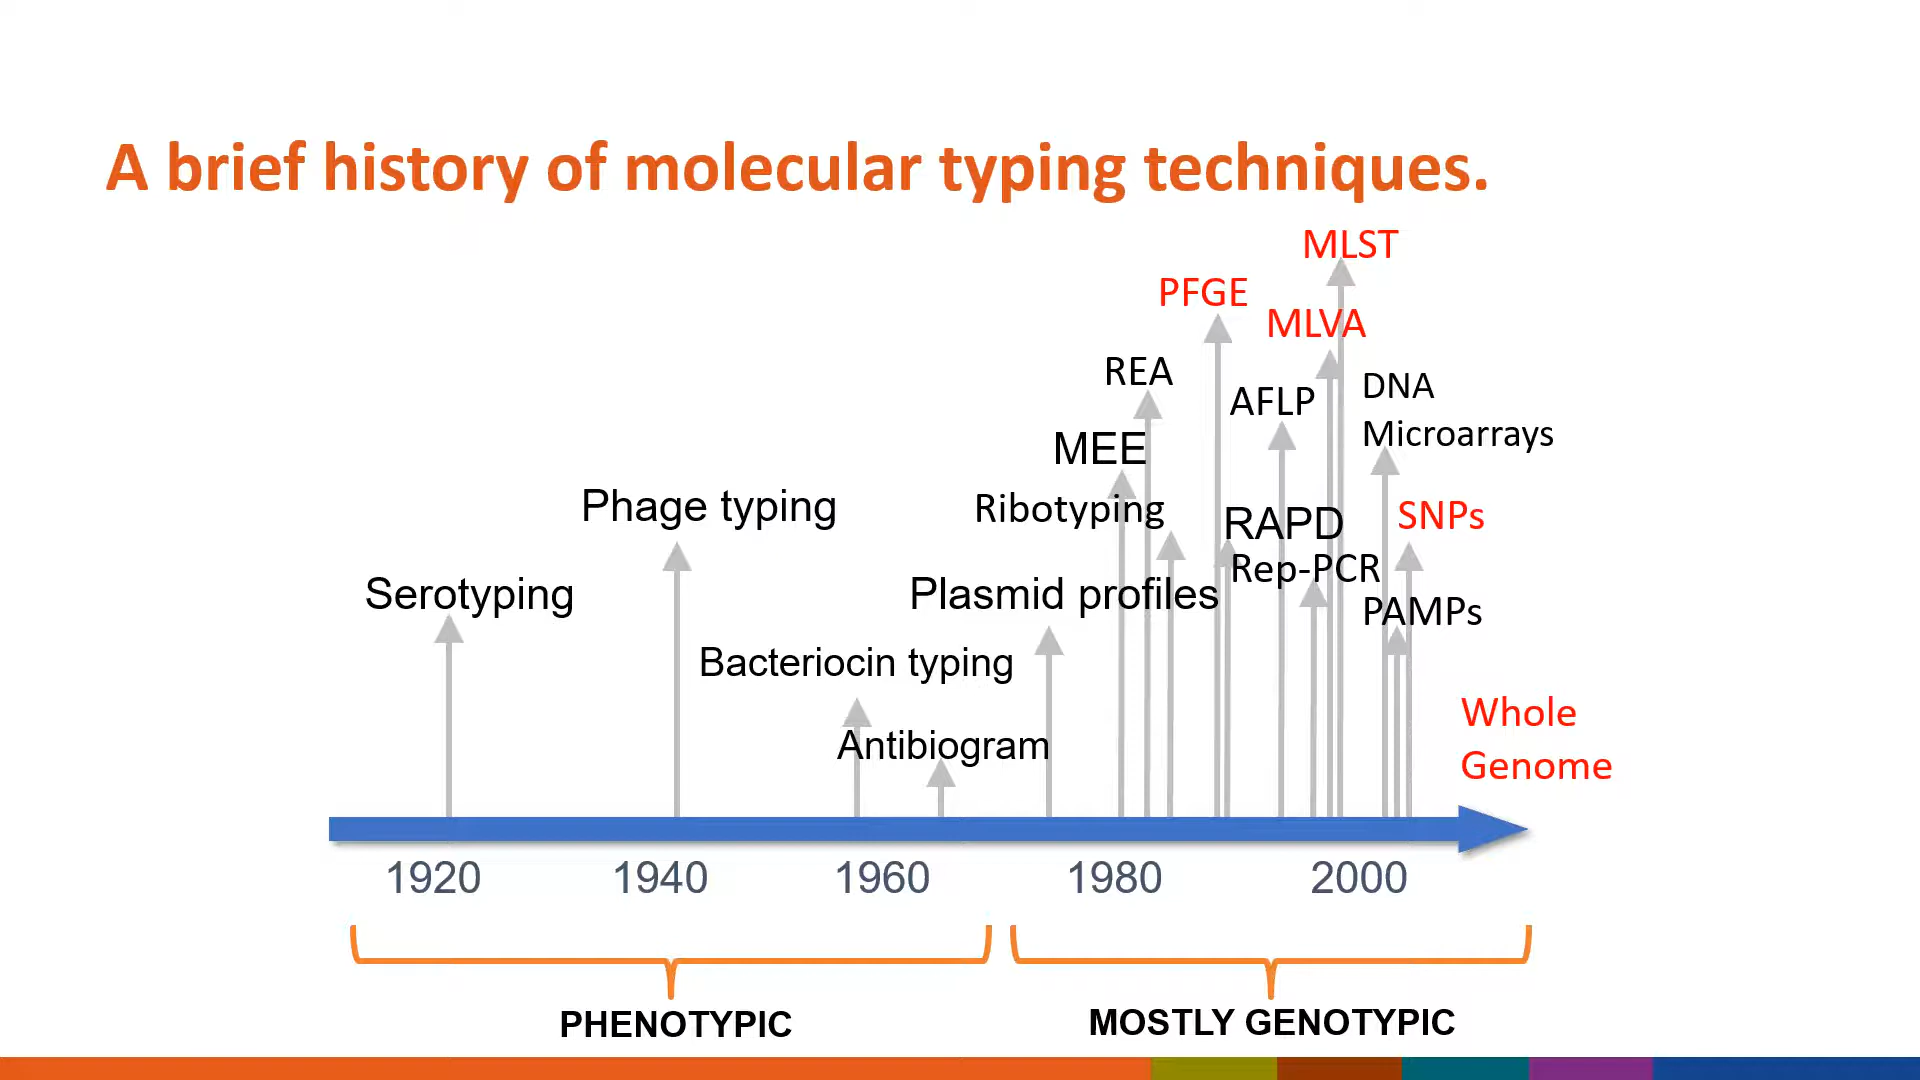 A brief history of molecular typing techniques.
MLST
PFGE
MLVA
REA
AFLP
DNA
Microarrays
MEE
Phage typing
Ribotyping
RAPD
SNPs
Rep-PCR
Serotyping
Plasmid profiles
PAMPs
Bacteriocin typing
Antibiogram
Whole
Genome
1920
1940
1960
1980
2000
PHENOTYPIC
MOSTLY GENOTYPIC